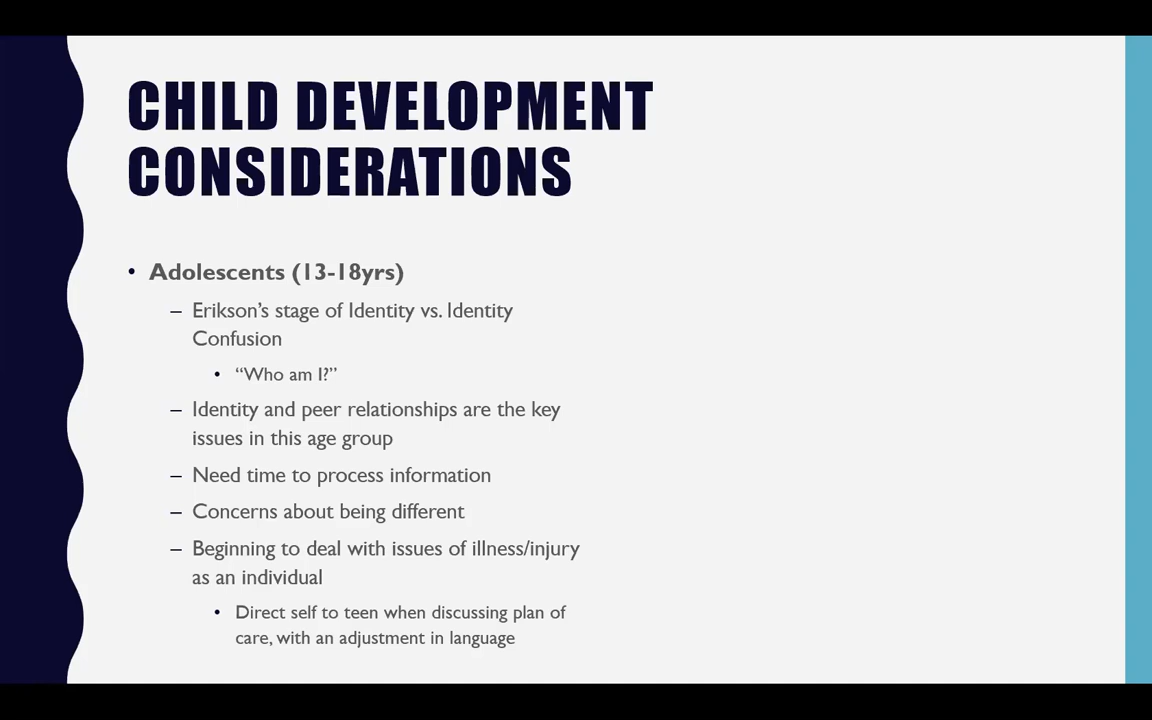 CHILD DEVELOPMENT
CONSIDERATIONS
• Adolescents (13-18yrs)
– Erikson’s stage of Identity vs. Identity
Confusion
• “Who am I?”
– Identity and peer relationships are the key
issues in this age group
– Need time to process information
– Concerns about being different
– Beginning to deal with issues of illness/injury
as an individual
• Direct self to teen when discussing plan of
care, with an adjustment in language